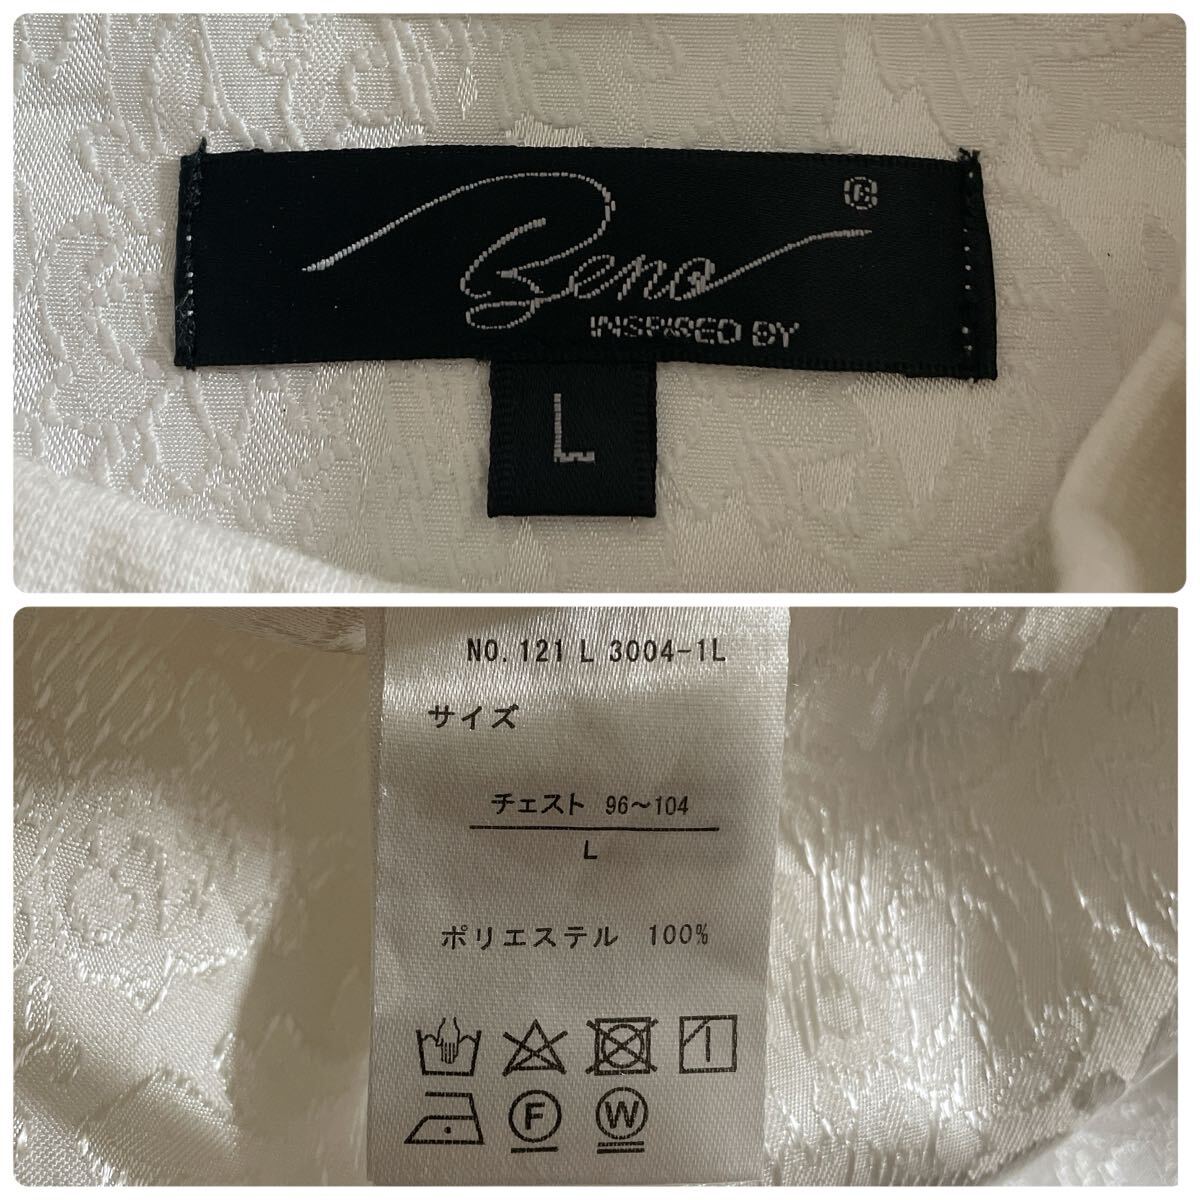 Beno ®
INSPIRED BY
L
NO. 121 L 3004-1L
サイズ
チェスト 96～104
L
ポリエステル 100%
F W